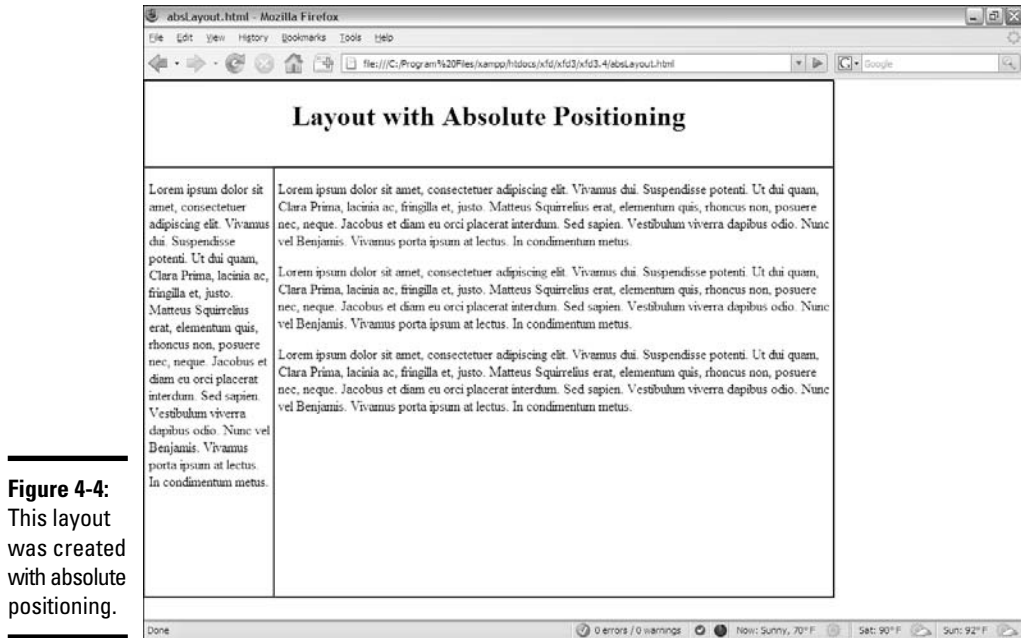 absLayout.html - Mozilla Firefox
File Edit View History Bookmarks Tools Help
file:///C:/Program%20Files/xampp/htdocs/xfd/xfd3/xfd3.4/absLayout.html
Google
Layout with Absolute Positioning
Lorem ipsum dolor sit
amet, consectetuer
adipiscing elit. Vivamus
dui. Suspendisse
potenti. Ut dui quam,
Clara Prima, lacinia ac,
fringilla et, justo.
Matteus Squirrelius
erat, elementum quis,
rhoncus non, posuere
nec, neque. Jacobus et
diam eu orci placerat
interdum. Sed sapien.
Vestibulum viverra
dapibus odio. Nunc vel
Benjamis. Vivamus
porta ipsum at lectus.
In condimentum metus.
Lorem ipsum dolor sit amet, consectetuer adipiscing elit. Vivamus dui. Suspendisse potenti. Ut dui quam,
Clara Prima, lacinia ac, fringilla et, justo. Matteus Squirrelius erat, elementum quis, rhoncus non, posuere
nec, neque. Jacobus et diam eu orci placerat interdum. Sed sapien. Vestibulum viverra dapibus odio. Nunc
vel Benjamis. Vivamus porta ipsum at lectus. In condimentum metus.
Lorem ipsum dolor sit amet, consectetuer adipiscing elit. Vivamus dui. Suspendisse potenti. Ut dui quam,
Clara Prima, lacinia ac, fringilla et, justo. Matteus Squirrelius erat, elementum quis, rhoncus non, posuere
nec, neque. Jacobus et diam eu orci placerat interdum. Sed sapien. Vestibulum viverra dapibus odio. Nunc
vel Benjamis. Vivamus porta ipsum at lectus. In condimentum metus.
Lorem ipsum dolor sit amet, consectetuer adipiscing elit. Vivamus dui. Suspendisse potenti. Ut dui quam,
Clara Prima, lacinia ac, fringilla et, justo. Matteus Squirrelius erat, elementum quis, rhoncus non, posuere
nec, neque. Jacobus et diam eu orci placerat interdum. Sed sapien. Vestibulum viverra dapibus odio. Nunc
vel Benjamis. Vivamus porta ipsum at lectus. In condimentum metus.
Done
0 errors / 0 warnings
Now: Sunny, 70° F
Sat: 90° F
Sun: 92° F
Figure 4-4:
This layout
was created
with absolute
positioning.